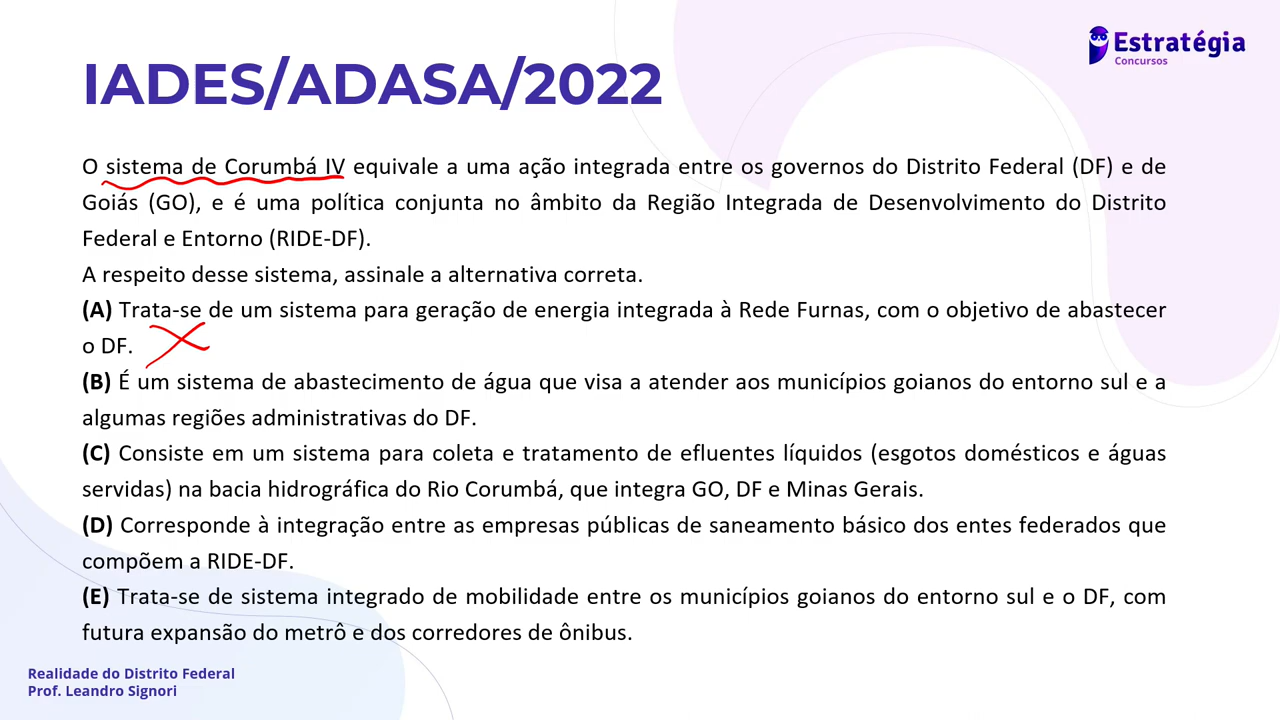 Estratégia
Concursos
IADES/ADASA/2022
O sistema de Corumbá IV equivale a uma ação integrada entre os governos do Distrito Federal (DF) e de
Goiás (GO), e é uma política conjunta no âmbito da Região Integrada de Desenvolvimento do Distrito
Federal e Entorno (RIDE-DF).
A respeito desse sistema, assinale a alternativa correta.
(A) Trata-se de um sistema para geração de energia integrada à Rede Furnas, com o objetivo de abastecer
o DF.
(B) É um sistema de abastecimento de água que visa a atender aos municípios goianos do entorno sul e a
algumas regiões administrativas do DF.
(C) Consiste em um sistema para coleta e tratamento de efluentes líquidos (esgotos domésticos e águas
servidas) na bacia hidrográfica do Rio Corumbá, que integra GO, DF e Minas Gerais.
(D) Corresponde à integração entre as empresas públicas de saneamento básico dos entes federados que
compõem a RIDE-DF.
(E) Trata-se de sistema integrado de mobilidade entre os municípios goianos do entorno sul e o DF, com
futura expansão do metrô e dos corredores de ônibus.
Realidade do Distrito Federal
Prof. Leandro Signori